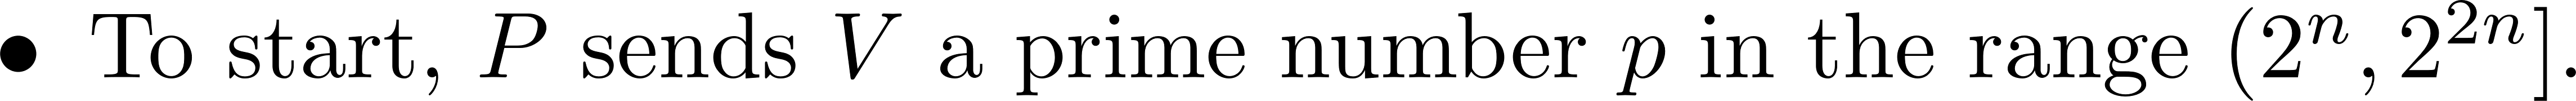 • To start, $P$ sends $V$ a prime number $p$ in the range $(2^n, 2^{2n}]$.